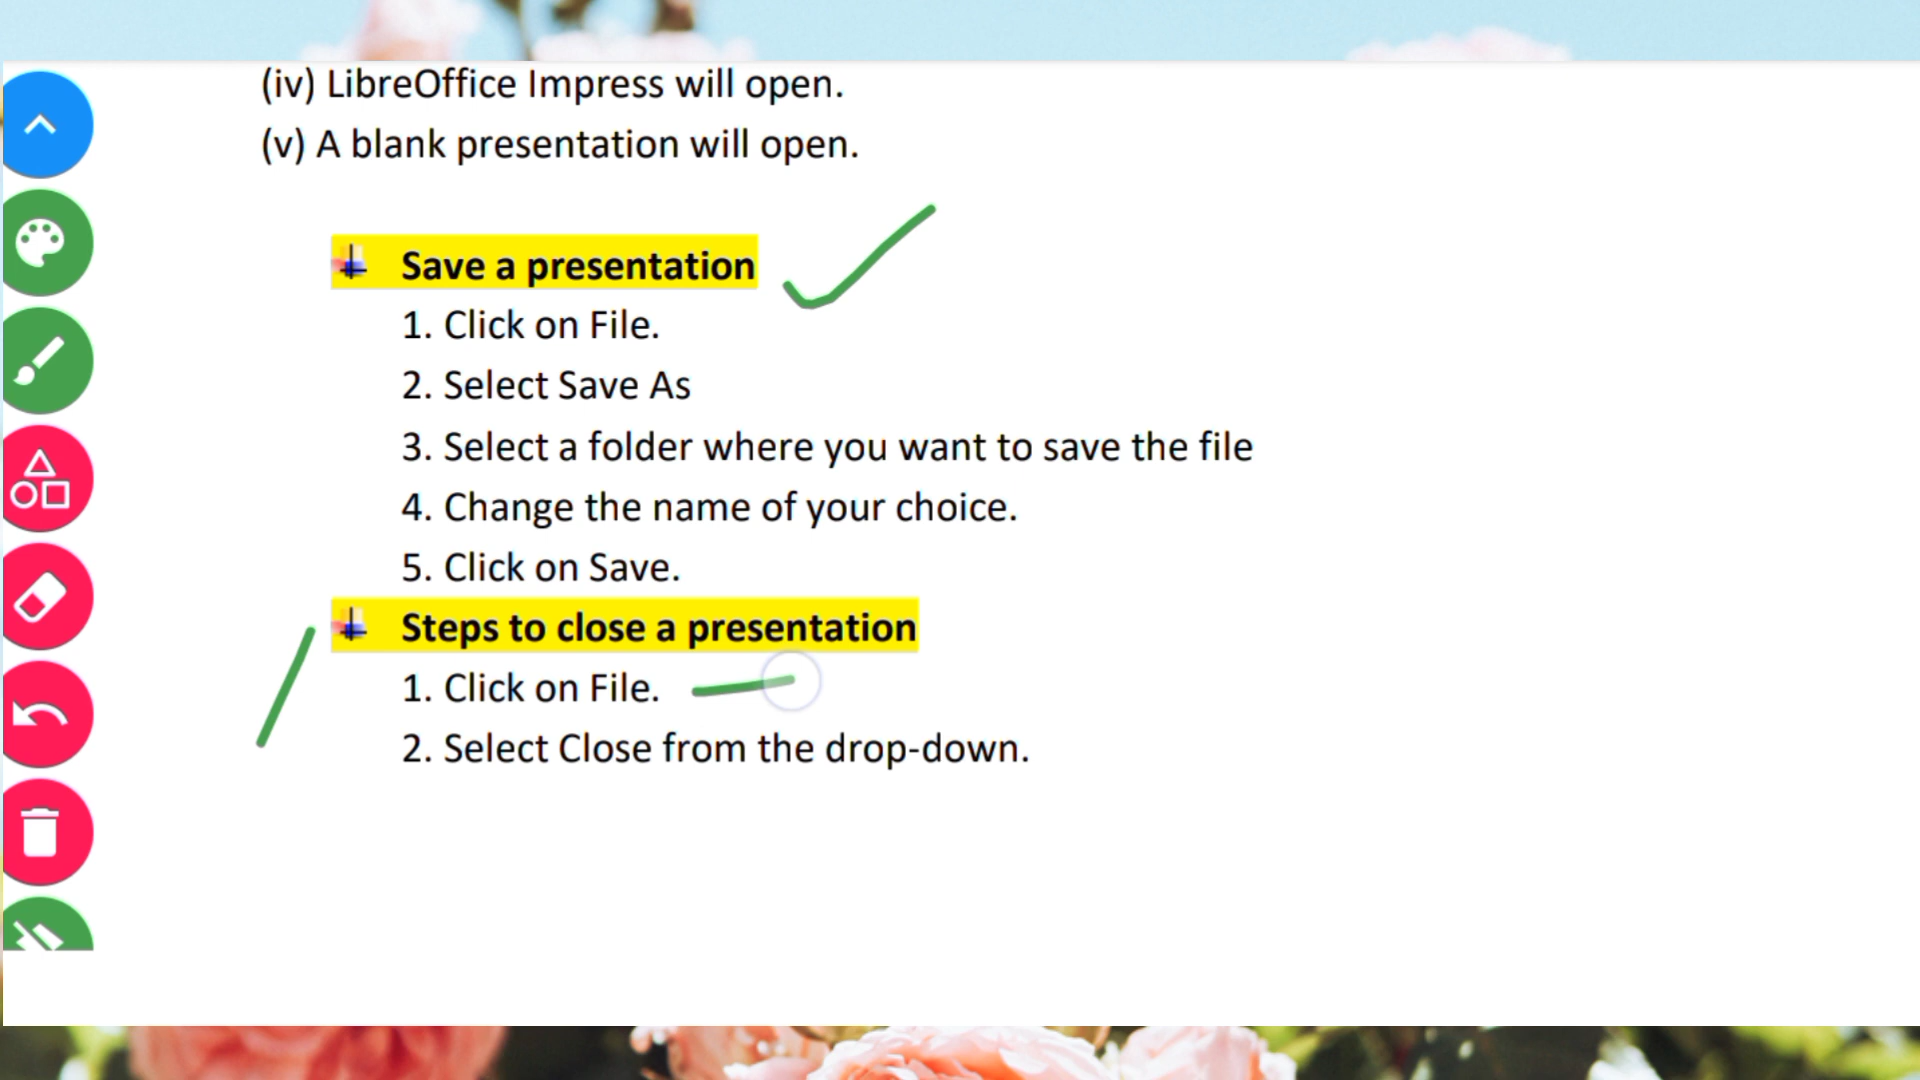 (iv) LibreOffice Impress will open.
(v) A blank presentation will open.
Save a presentation
1. Click on File.
2. Select Save As
3. Select a folder where you want to save the file
4. Change the name of your choice.
5. Click on Save.
Steps to close a presentation
1. Click on File.
2. Select Close from the drop-down.